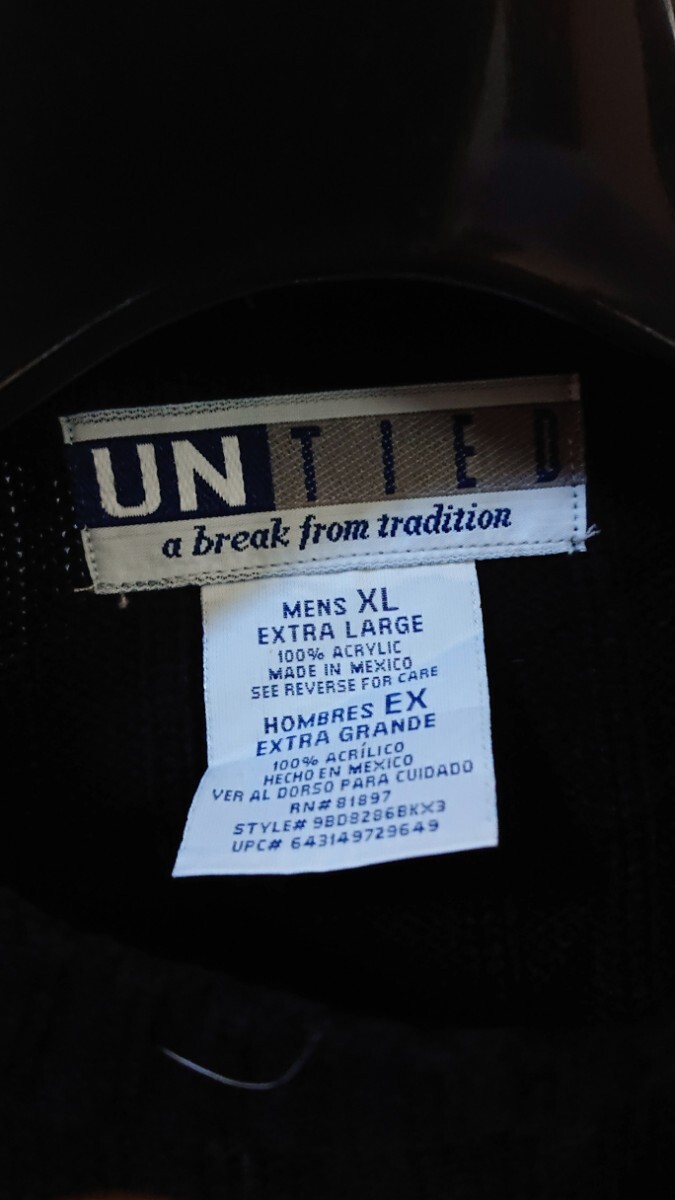 UNTIED
a break from tradition
MENS XL
EXTRA LARGE
100% ACRYLIC
MADE IN MEXICO
SEE REVERSE FOR CARE
HOMBRES EX
EXTRA GRANDE
100% ACRÍLICO
HECHO EN MEXICO
VER AL DORSO PARA CUIDADO
RN# 81897
STYLE# 9BD8286BKX3
UPC# 643149729649